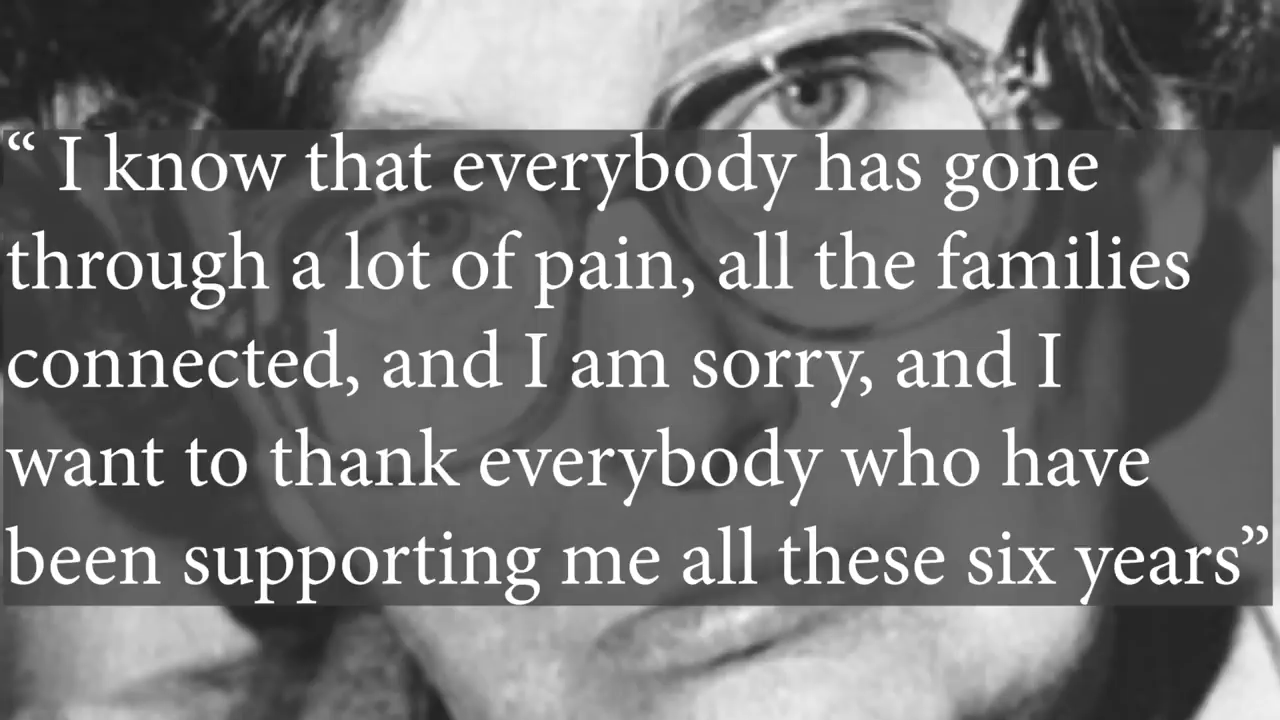 “ I know that everybody has gone
through a lot of pain, all the families
connected, and I am sorry, and I
want to thank everybody who have
been supporting me all these six years”